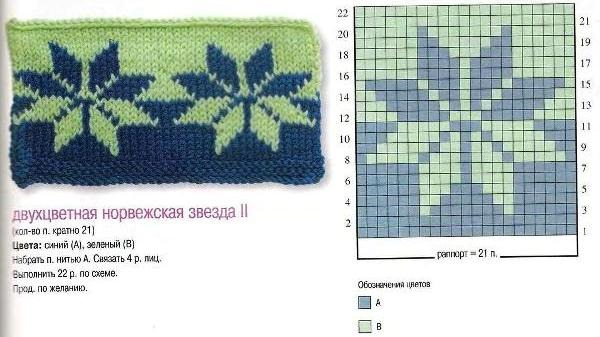 двухцветная норвежская звезда II
(кол-во п. кратно 21)
Цвета: синий (А), зеленый (В)
Набрать п. нитью А. Связать 4 р. лиц.
Выполнить 22 р. по схеме.
Прод. по желанию.
22
20
18
16
14
12
10
8
6
4
2
21
19
17
15
13
11
9
7
5
3
1
раппорт = 21 п.
Обозначения цветов
А
В